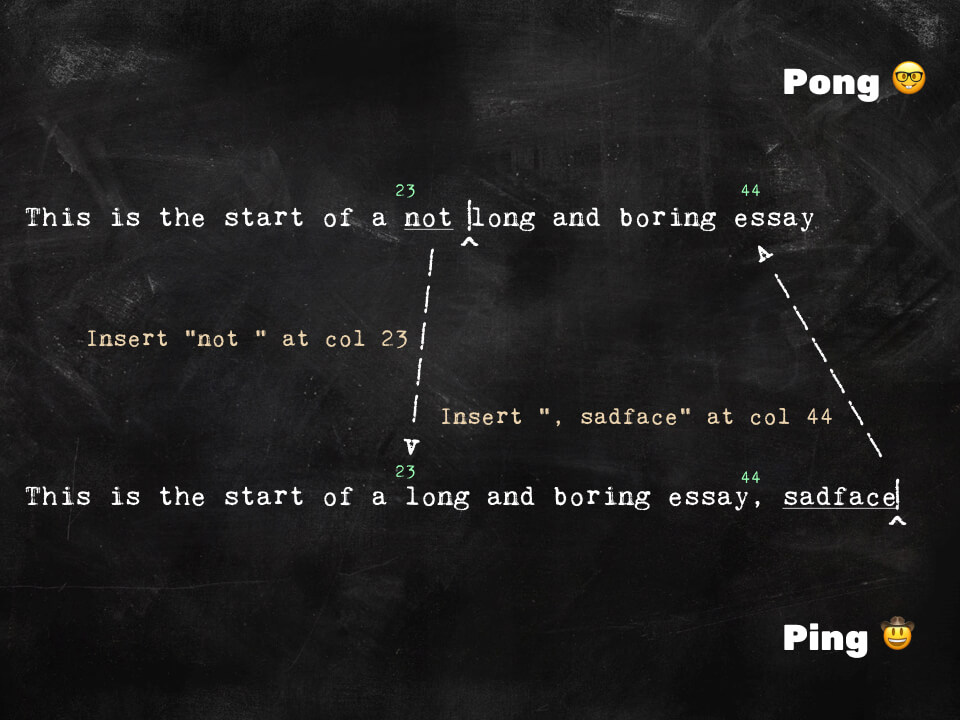 Pong 🤓
23 44
This is the start of a not long and boring essay
^
Insert "not " at col 23
Insert ", sadface" at col 44
23 44
This is the start of a long and boring essay, sadface
^
Ping 🤠